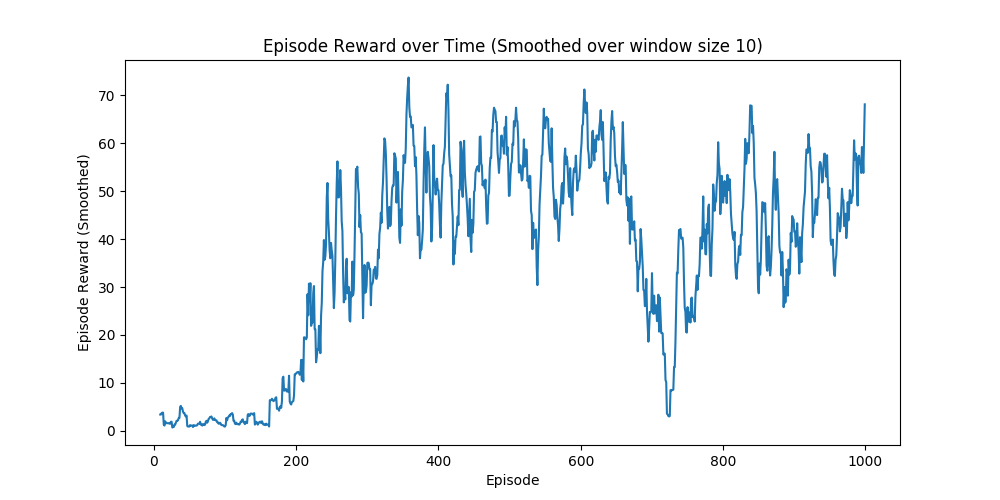 Episode Reward over Time (Smoothed over window size 10)
Episode Reward (Smoothed)
70
60
50
40
30
20
10
0
0 200 400 600 800 1000
Episode